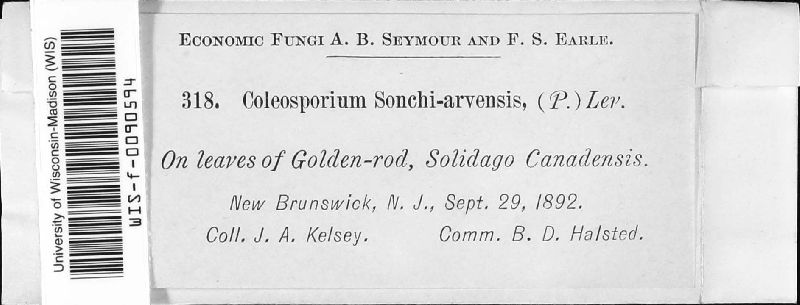 University of Wisconsin-Madison (WIS)
WIS-f-0090594
ECONOMIC FUNGI A. B. SEYMOUR AND F. S. EARLE.
318. Coleosporium Sonchi-arvensis, (P.) Lev.
On leaves of Golden-rod, Solidago Canadensis.
New Brunswick, N. J., Sept. 29, 1892.
Coll. J. A. Kelsey. Comm. B. D. Halsted.